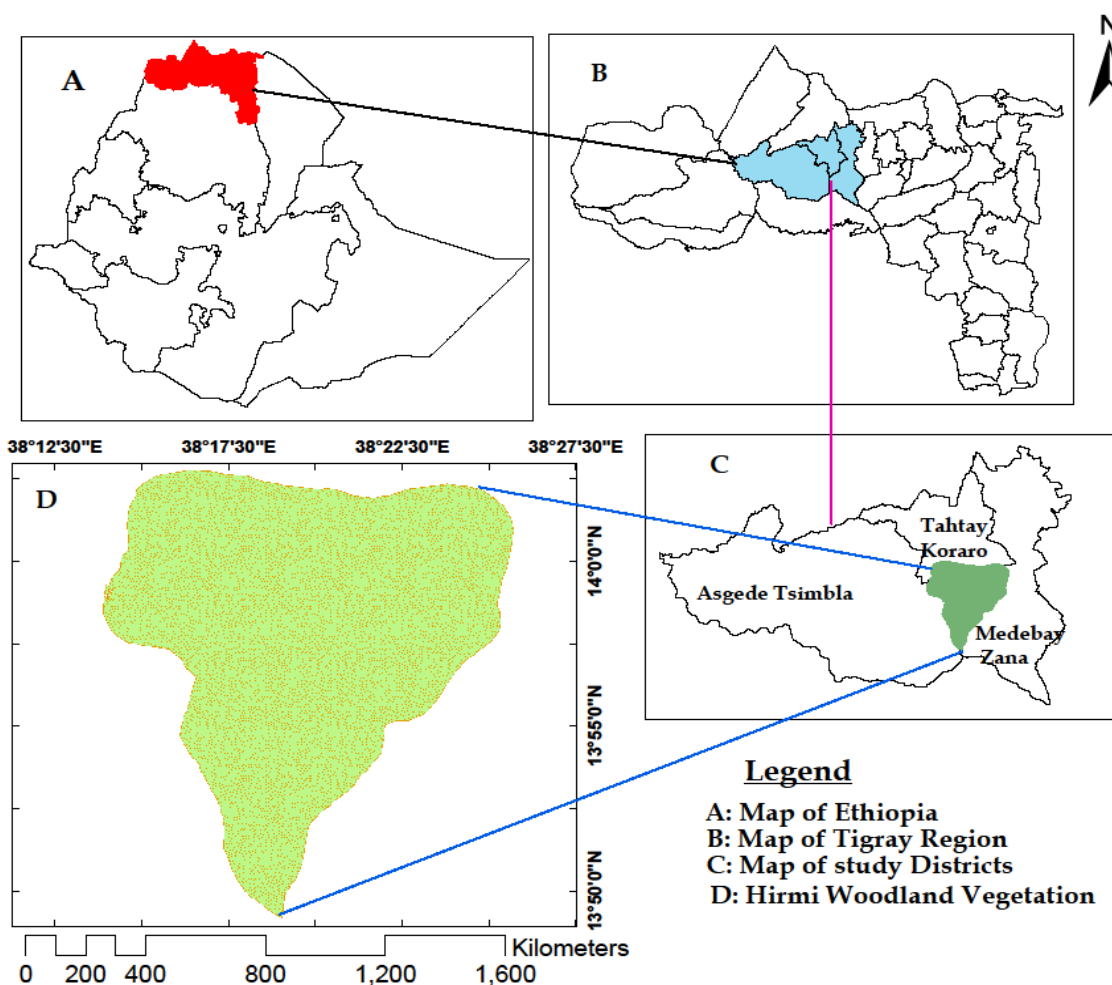 N
A
B
38°12'30"E 38°17'30"E 38°22'30"E 38°27'30"E
D
14°0'0"N
13°55'0"N
13°50'0"N
C
Tahtay
Koraro
Asgede Tsimbla
Medebay
Zana
Legend
A: Map of Ethiopia
B: Map of Tigray Region
C: Map of study Districts
D: Hirmi Woodland Vegetation
Kilometers
0 200 400 800 1,200 1,600